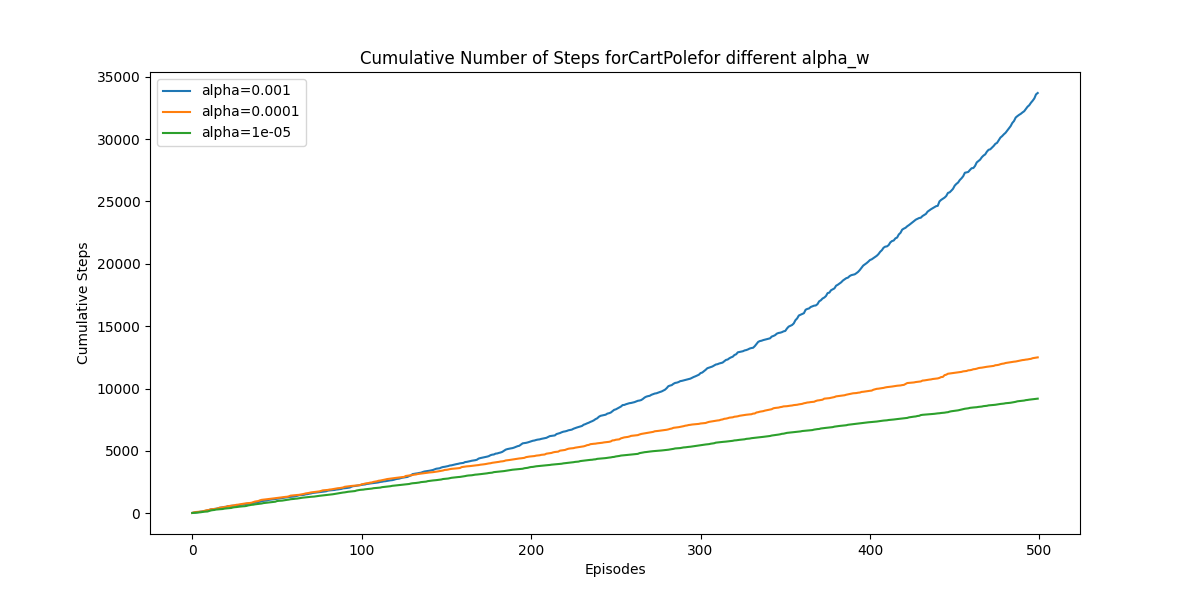 Cumulative Number of Steps forCartPolefor different alpha_w
alpha=0.001
alpha=0.0001
alpha=1e-05
Cumulative Steps
35000
30000
25000
20000
15000
10000
5000
0
0 100 200 300 400 500
Episodes